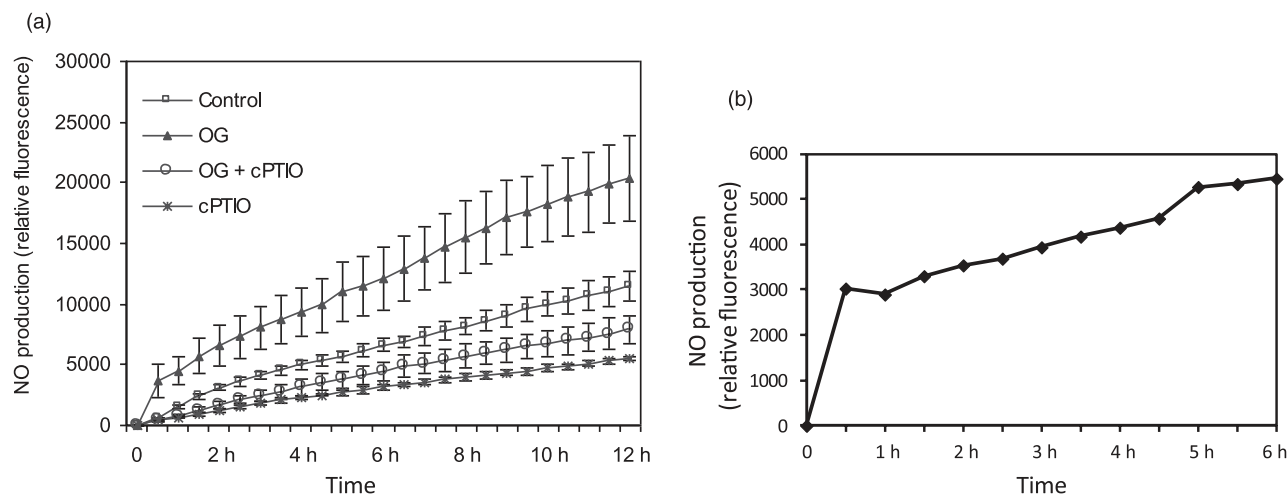 (a)
30000
25000
20000
15000
10000
5000
0
NO production (relative fluorescence)
Control
OG
OG + cPTIO
cPTIO
0 2 h 4 h 6 h 8 h 10 h 12 h
Time
(b)
6000
5000
4000
3000
2000
1000
0
NO production
(relative fluorescence)
0 1 h 2 h 3 h 4 h 5 h 6 h
Time